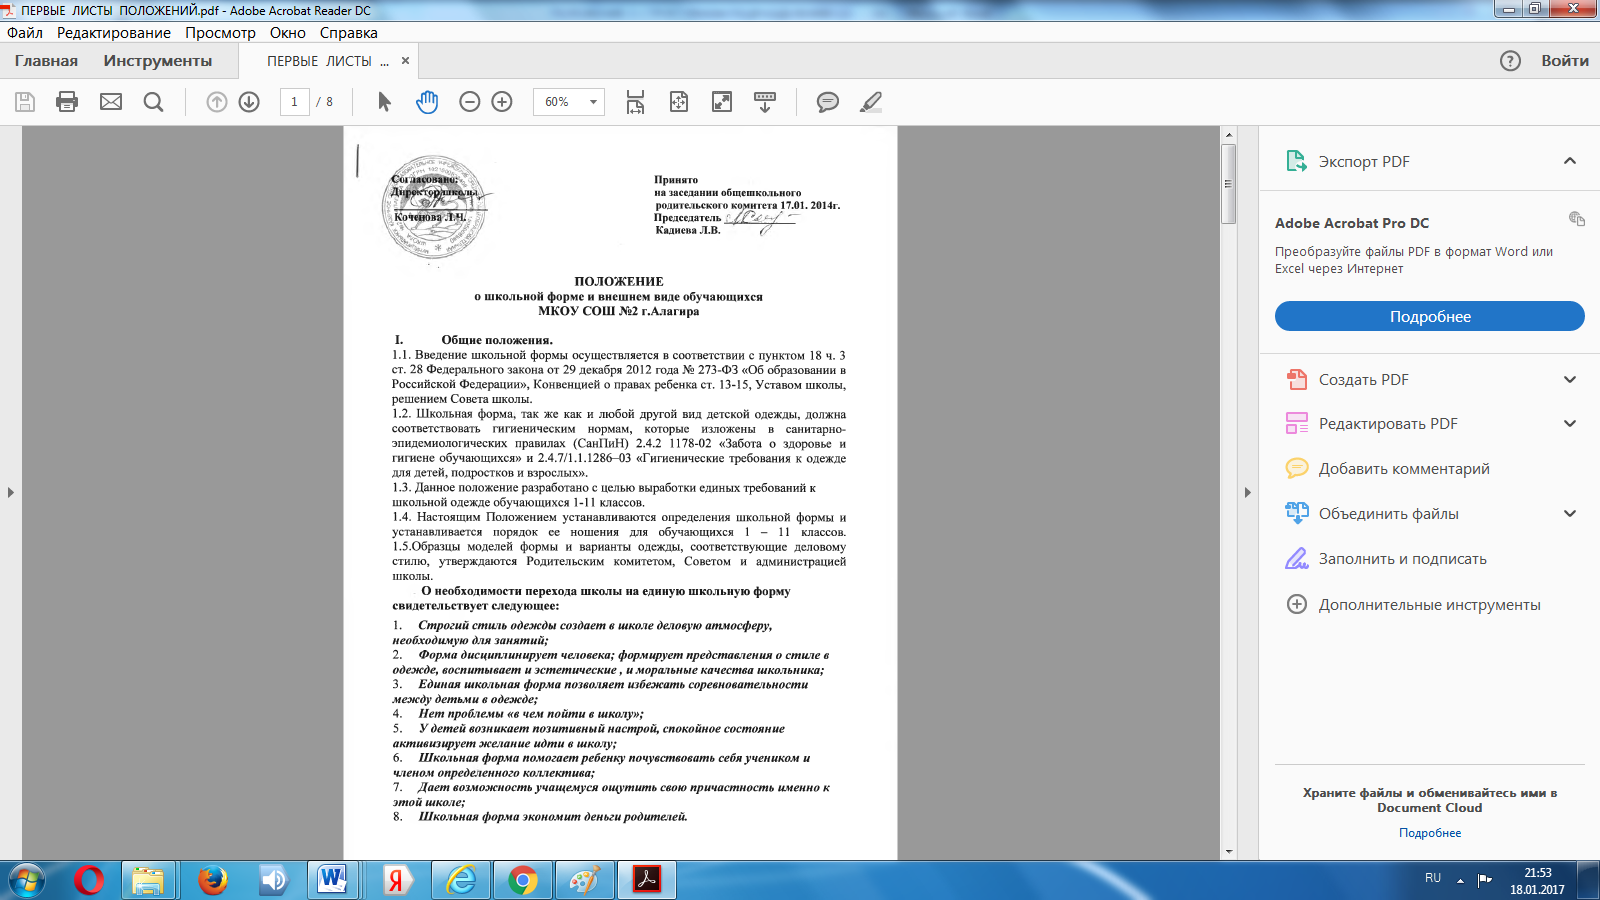 ПЕРВЫЕ ЛИСТЫ ПОЛОЖЕНИЙ.pdf - Adobe Acrobat Reader DC
Файл Редактирование Просмотр Окно Справка
Главная Инструменты ПЕРВЫЕ ЛИСТЫ ... × Войти
1 / 8 60%
Согласовано:
Директор школы
Коченова Л.Ч.
Принято
на заседании общешкольного
родительского комитета 17.01. 2014г.
Председатель
Кадиева Л.В.
ПОЛОЖЕНИЕ
о школьной форме и внешнем виде обучающихся
МКОУ СОШ №2 г.Алагира
I. Общие положения.
1.1. Введение школьной формы осуществляется в соответствии с пунктом 18 ч. 3
ст. 28 Федерального закона от 29 декабря 2012 года № 273-ФЗ «Об образовании в
Российской Федерации», Конвенцией о правах ребенка ст. 13-15, Уставом школы,
решением Совета школы.
1.2. Школьная форма, так же как и любой другой вид детской одежды, должна
соответствовать гигиеническим нормам, которые изложены в санитарно-
эпидемиологических правилах (СанПиН) 2.4.2 1178-02 «Забота о здоровье и
гигиене обучающихся» и 2.4.7/1.1.1286–03 «Гигиенические требования к одежде
для детей, подростков и взрослых».
1.3. Данное положение разработано с целью выработки единых требований к
школьной одежде обучающихся 1-11 классов.
1.4. Настоящим Положением устанавливаются определения школьной формы и
устанавливается порядок ее ношения для обучающихся 1 – 11 классов.
1.5.Образцы моделей формы и варианты одежды, соответствующие деловому
стилю, утверждаются Родительским комитетом, Советом и администрацией
школы.
О необходимости перехода школы на единую школьную форму
свидетельствует следующее:
1. Строгий стиль одежды создает в школе деловую атмосферу,
необходимую для занятий;
2. Форма дисциплинирует человека; формирует представления о стиле в
одежде, воспитывает и эстетические , и моральные качества школьника;
3. Единая школьная форма позволяет избежать соревновательности
между детьми в одежде;
4. Нет проблемы «в чем пойти в школу»;
5. У детей возникает позитивный настрой, спокойное состояние
активизирует желание идти в школу;
6. Школьная форма помогает ребенку почувствовать себя учеником и
членом определенного коллектива;
7. Дает возможность учащемуся ощутить свою причастность именно к
этой школе;
8. Школьная форма экономит деньги родителей.
Экспорт PDF
Adobe Acrobat Pro DC
Преобразуйте файлы PDF в формат Word или
Excel через Интернет
Подробнее
Создать PDF
Редактировать PDF
Добавить комментарий
Объединить файлы
Заполнить и подписать
Дополнительные инструменты
Храните файлы и обменивайтесь ими в
Document Cloud
Подробнее
RU 21:53
18.01.2017